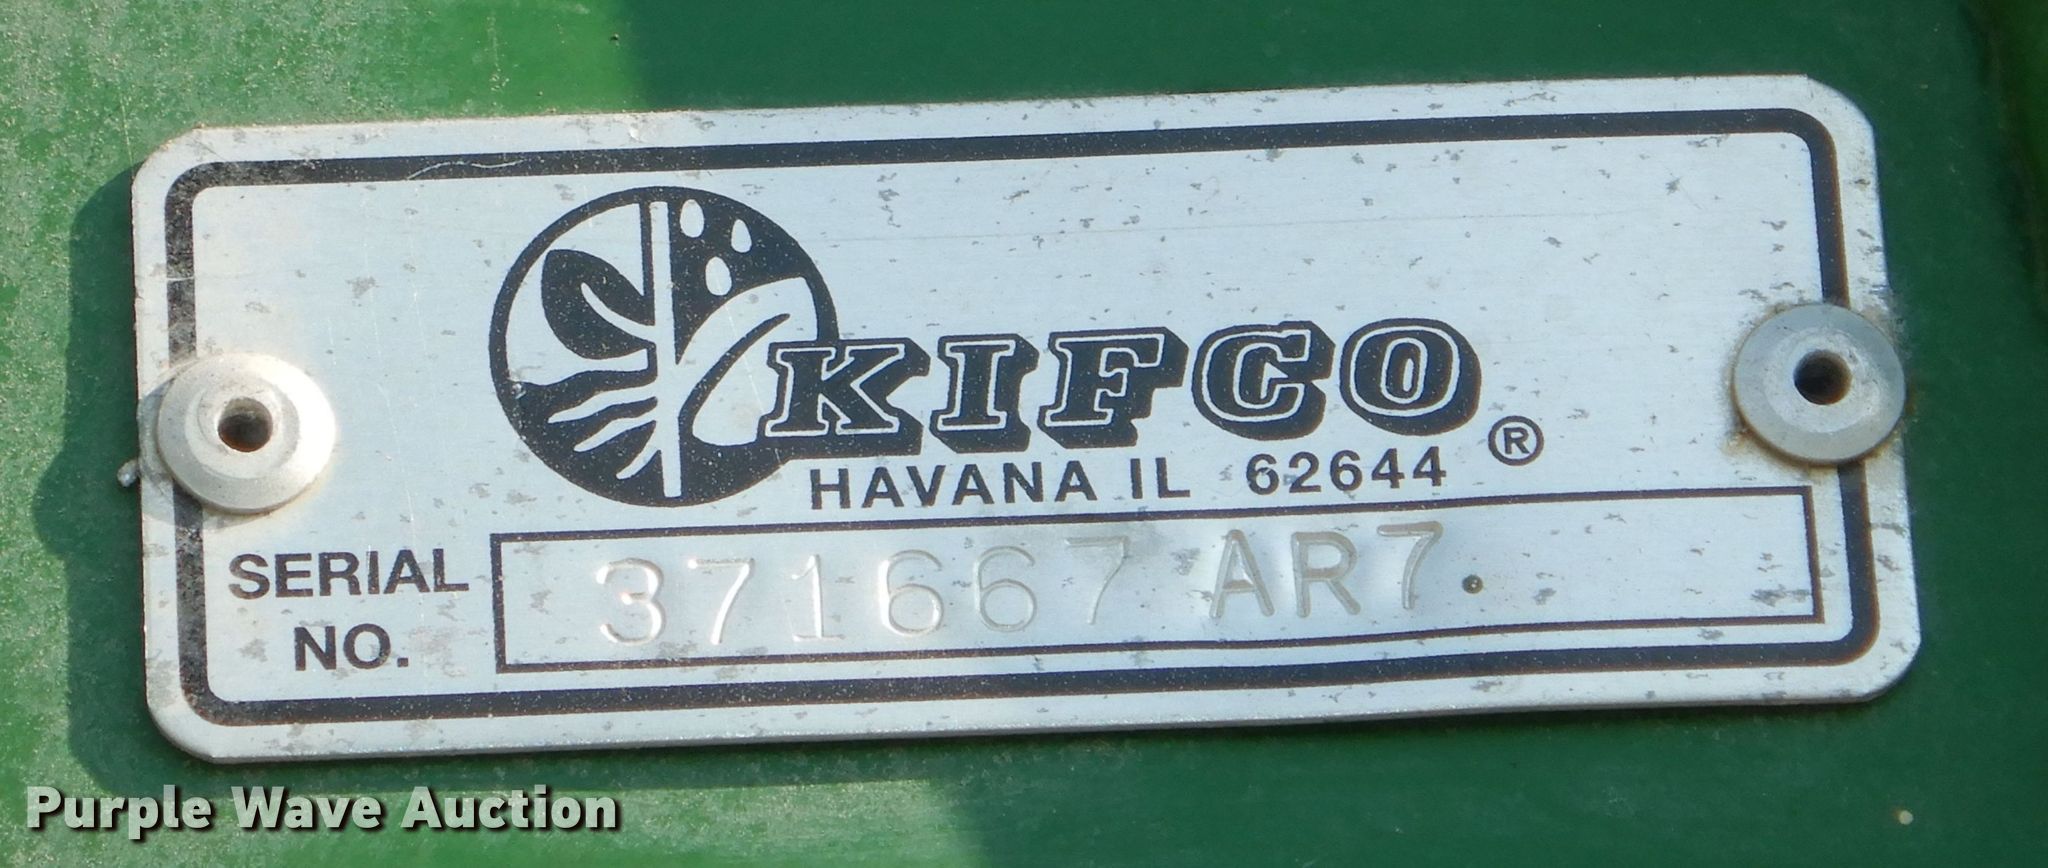 KIFCO ®
HAVANA IL 62644
SERIAL NO. 371667 AR7.
Purple Wave Auction